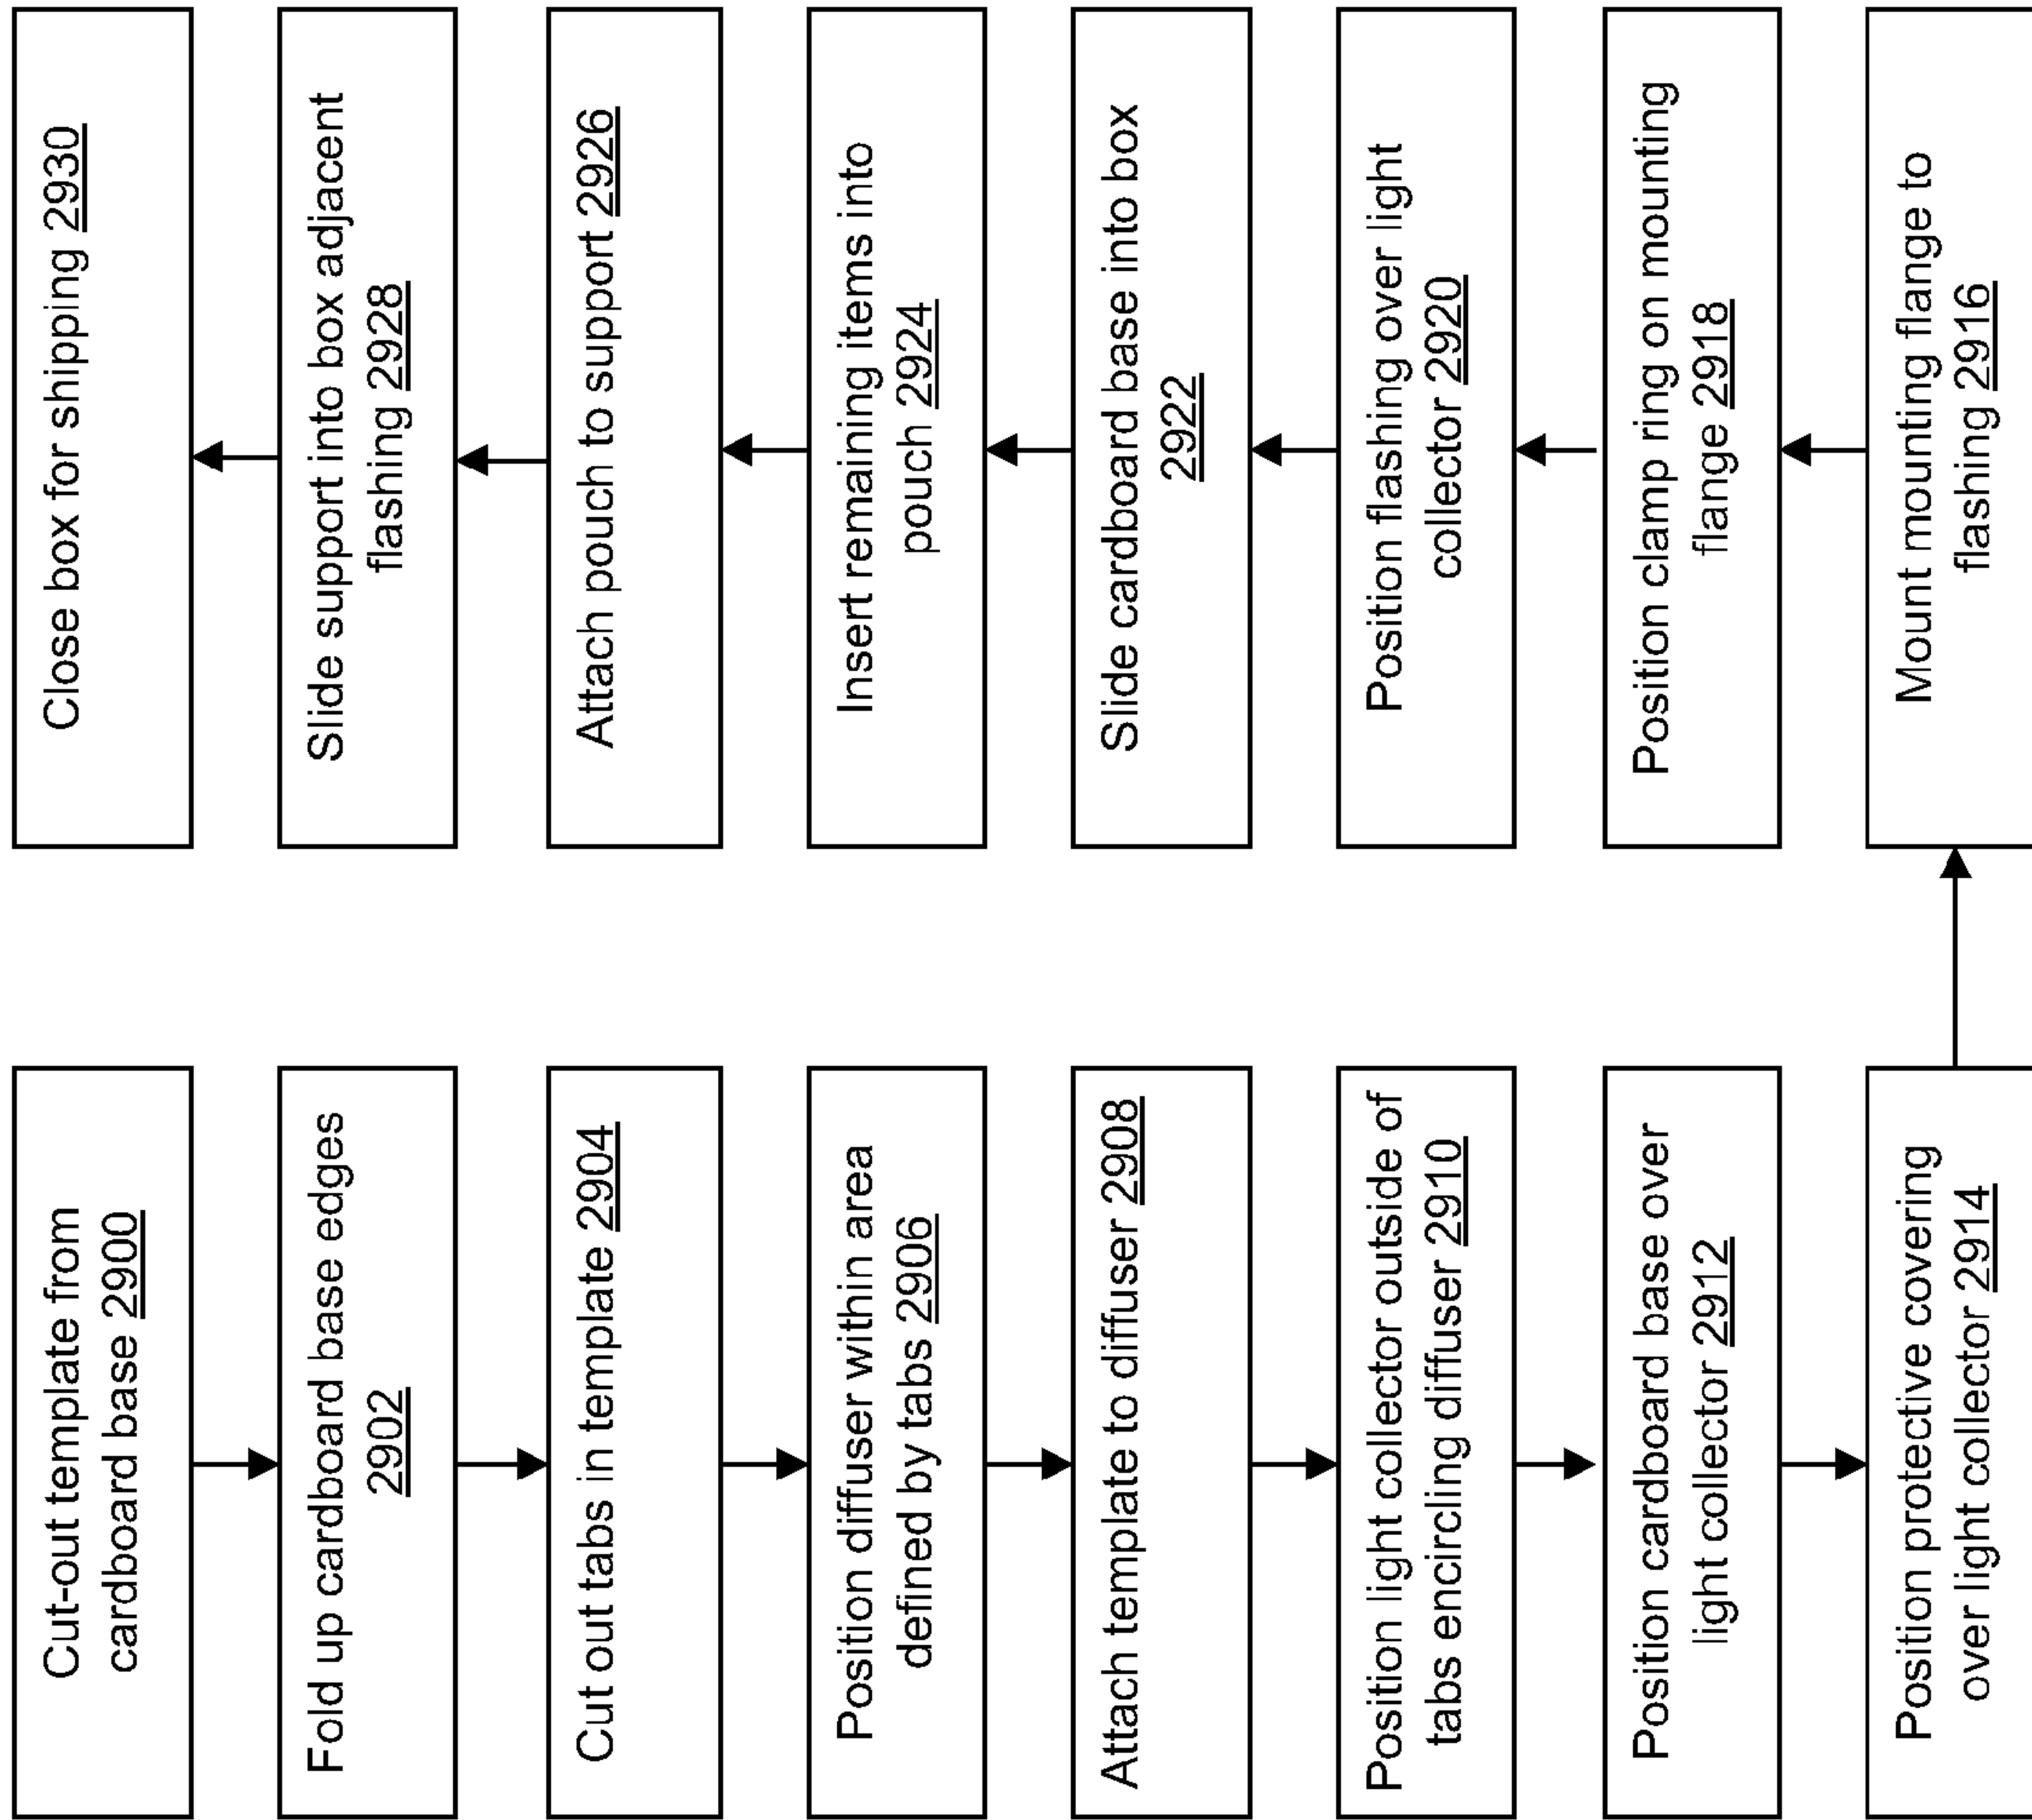 Cut-out template from
cardboard base 2900
Fold up cardboard base edges
2902
Cut out tabs in template 2904
Position diffuser within area
defined by tabs 2906
Attach template to diffuser 2908
Position light collector outside of
tabs encircling diffuser 2910
Position cardboard base over
light collector 2912
Position protective covering
over light collector 2914
Mount mounting flange to
flashing 2916
Position clamp ring on mounting
flange 2918
Position flashing over light
collector 2920
Slide cardboard base into box
2922
Insert remaining items into
pouch 2924
Attach pouch to support 2926
Slide support into box adjacent
flashing 2928
Close box for shipping 2930